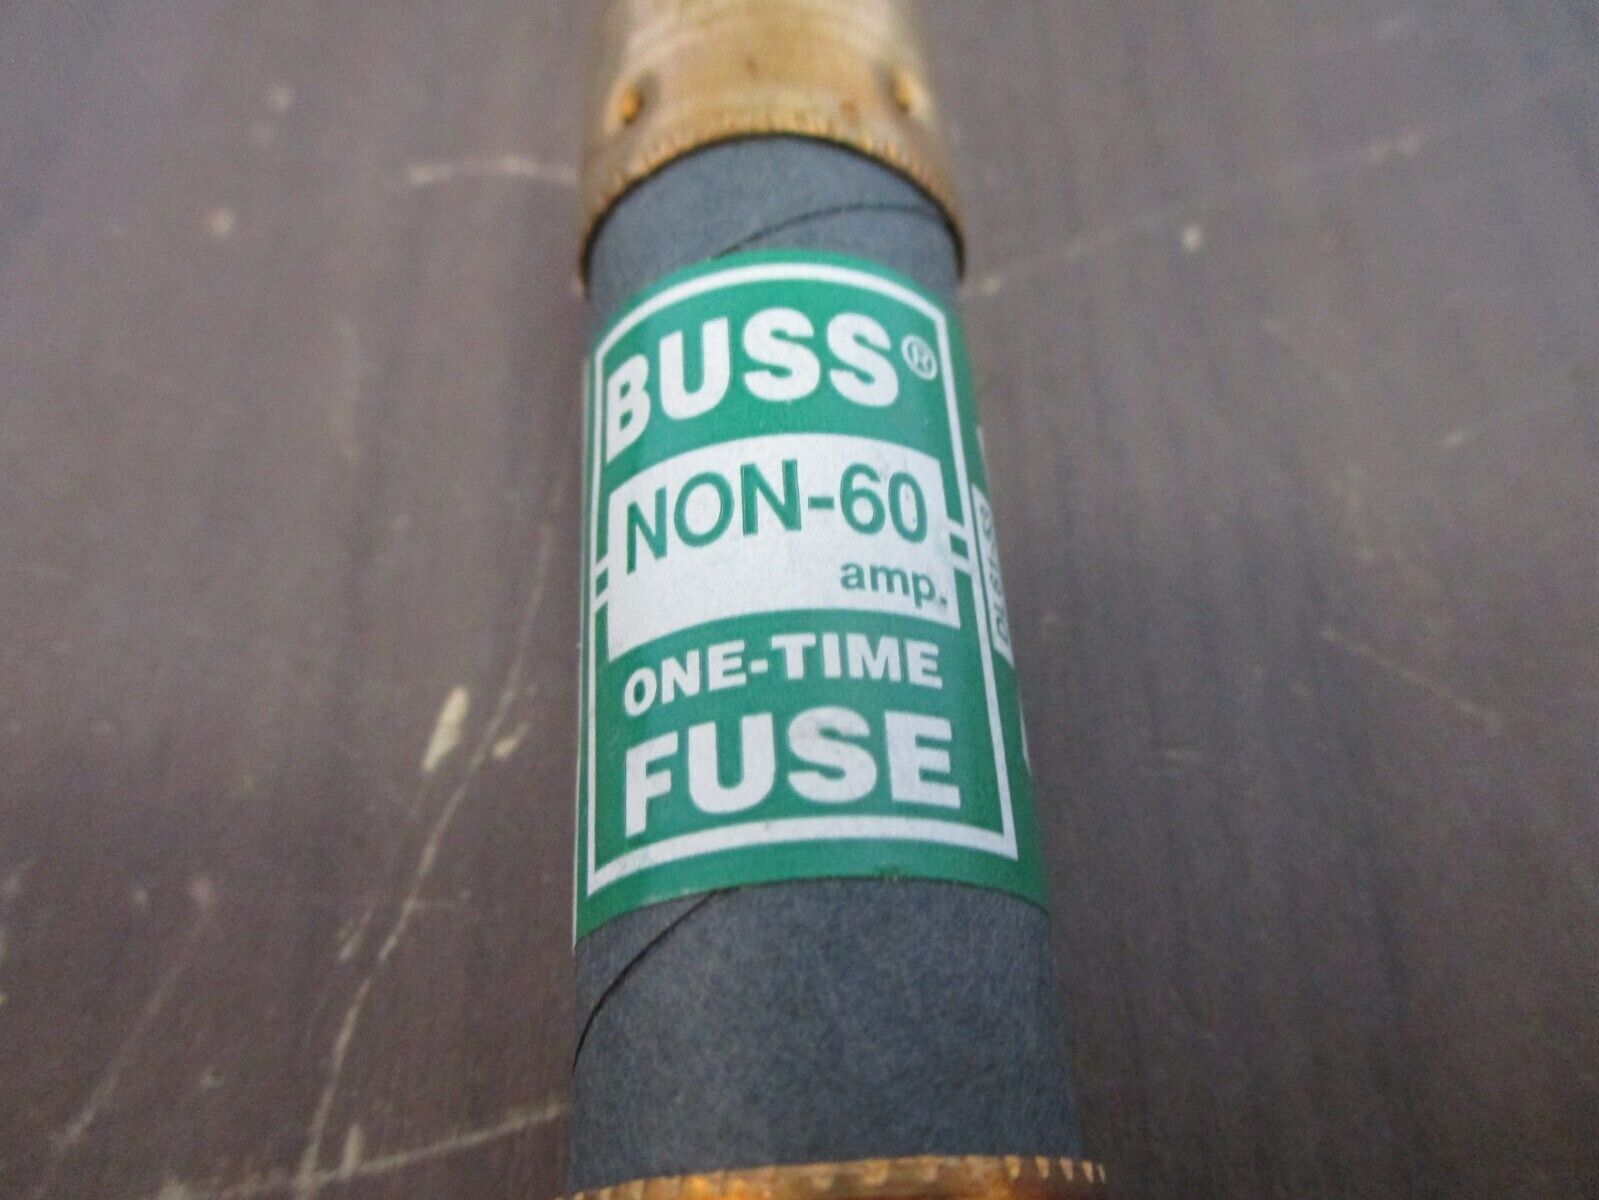 BUSS®
NON-60
amp.
ONE-TIME
FUSE